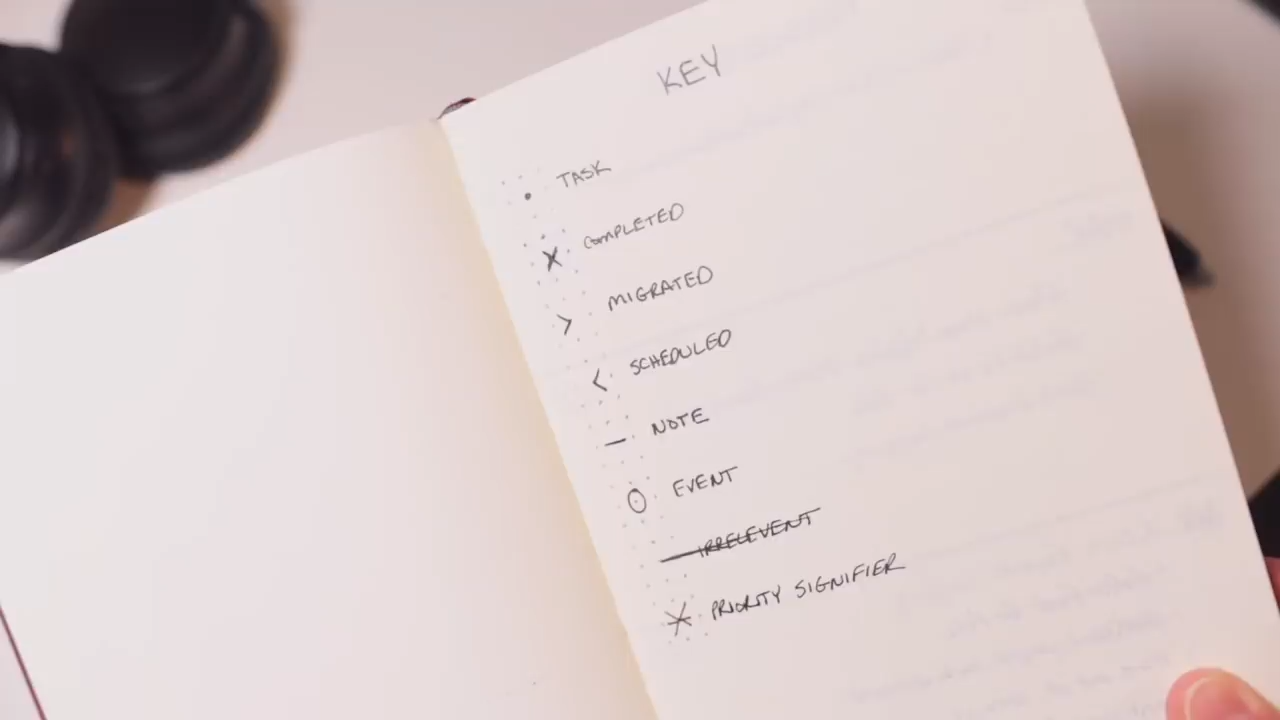 KEY
• TASK
X COMPLETED
> MIGRATED
< SCHEDULED
— NOTE
O EVENT
IRRELEVENT
* PRIORITY SIGNIFIER